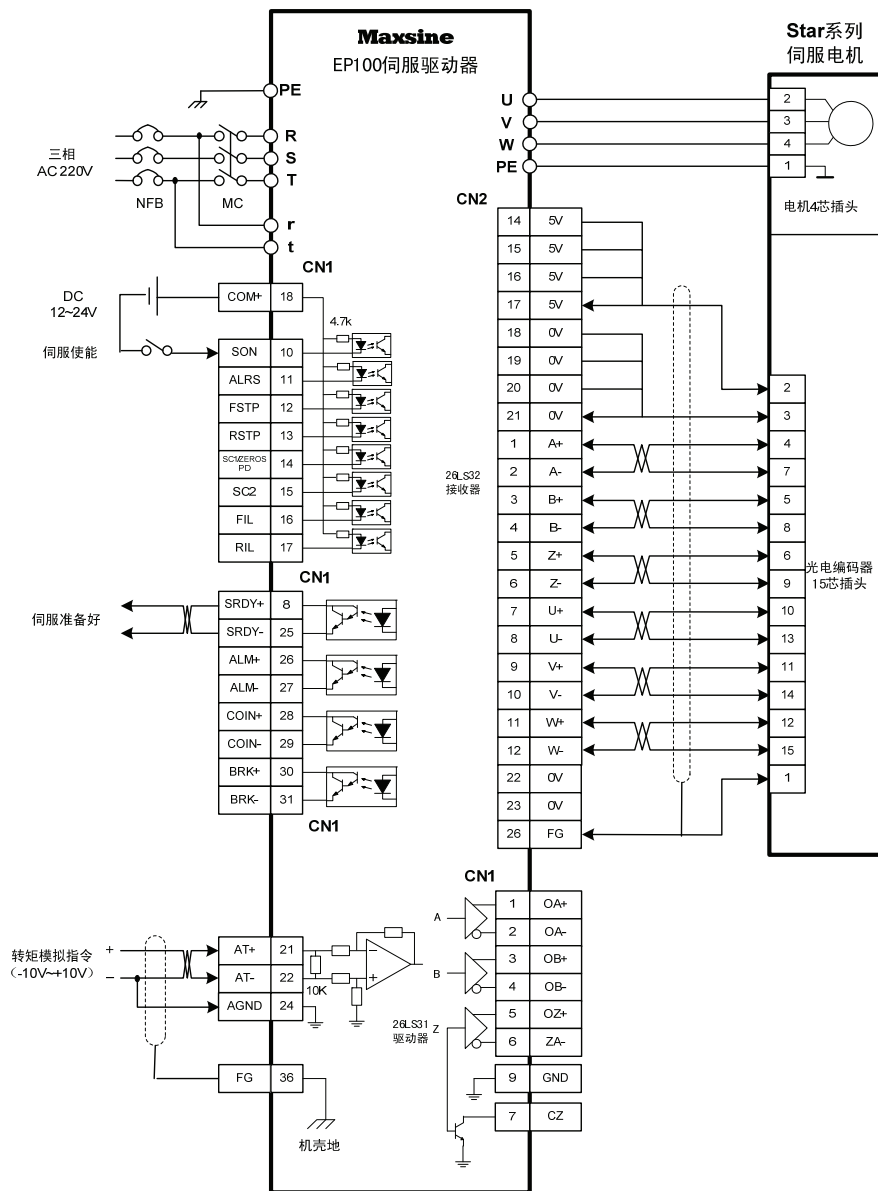 Maxsine
EP100伺服驱动器
Star系列
伺服电机
PE
三相
AC 220V
NFB
MC
R
S
T
r
t
U
V
W
PE
2
3
4
1
电机4芯插头
CN1
DC
12~24V
COM+ 18
4.7k
伺服使能
SON 10
ALRS 11
FSTP 12
RSTP 13
SC1/ZEROS
PD 14
SC2 15
FIL 16
RIL 17
CN1
伺服准备好
SRDY+ 8
SRDY- 25
ALM+ 26
ALM- 27
COIN+ 28
COIN- 29
BRK+ 30
BRK- 31
CN1
转矩模拟指令
(-10V~+10V)
+
−
AT+ 21
AT- 22
AGND 24
10K
−
+
FG 36
机壳地
CN2
14 5V
15 5V
16 5V
17 5V
18 0V
19 0V
20 0V
21 0V
1 A+
2 A-
3 B+
4 B-
5 Z+
6 Z-
7 U+
8 U-
9 V+
10 V-
11 W+
12 W-
22 0V
23 0V
26 FG
26LS32
接收器
2
3
4
7
5
8
6
9
10
13
11
14
12
15
1
光电编码器
15芯插头
CN1
A
1 OA+
2 OA-
B
3 OB+
4 OB-
26LS31
驱动器
Z
5 OZ+
6 ZA-
9 GND
7 CZ